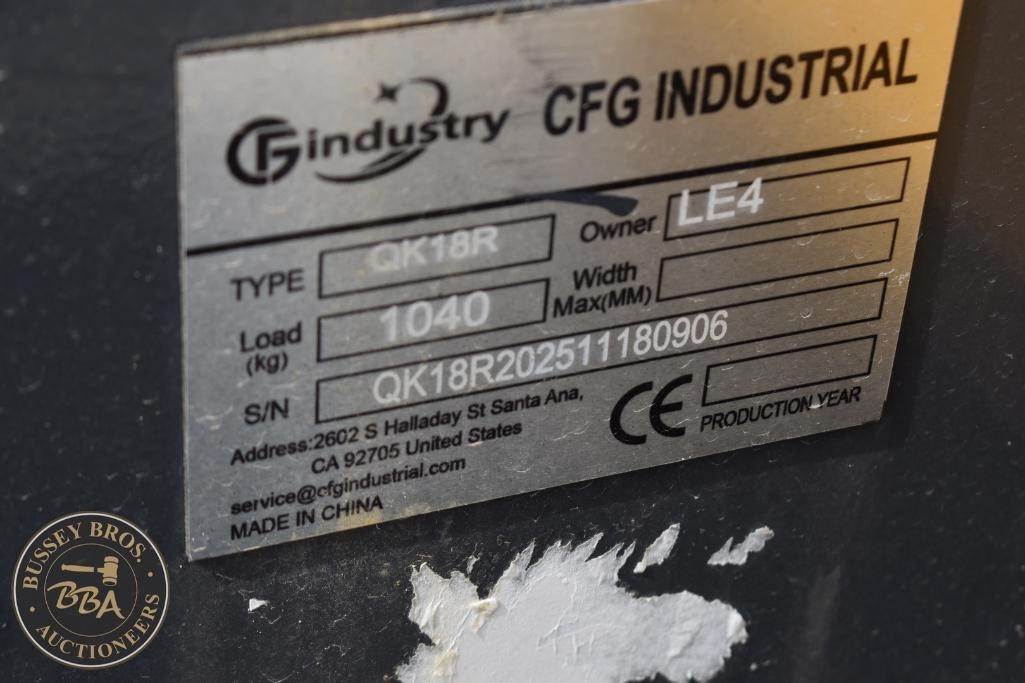 GFindustry CFG INDUSTRIAL
TYPE QK18R Owner LE4
Load (kg) 1040 Width Max(MM)
S/N QK18R202511180906
Address:2602 S Halladay St Santa Ana,
CA 92705 United States
service@cfgindustrial.com
MADE IN CHINA
CE PRODUCTION YEAR
BUSSEY BROS.
BBA
AUCTIONEERS